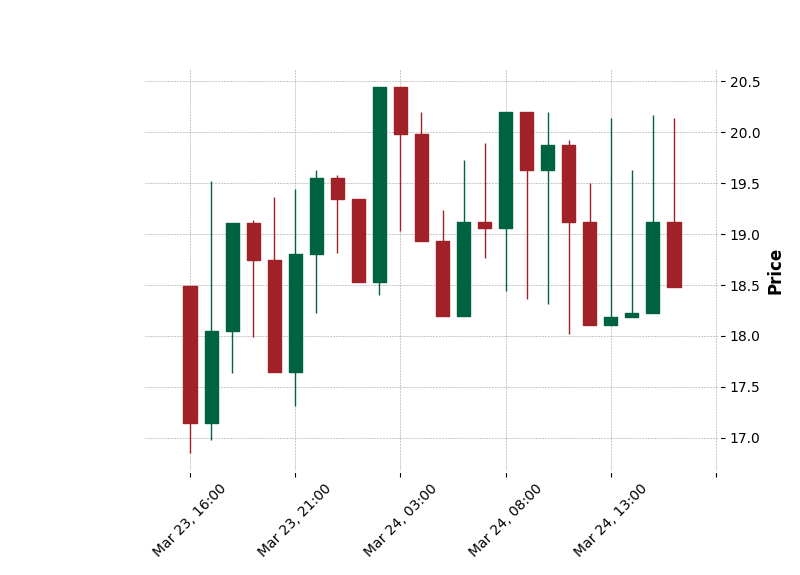 20.5
20.0
19.5
19.0
18.5
18.0
17.5
17.0
Price
Mar 23, 16:00
Mar 23, 21:00
Mar 24, 03:00
Mar 24, 08:00
Mar 24, 13:00